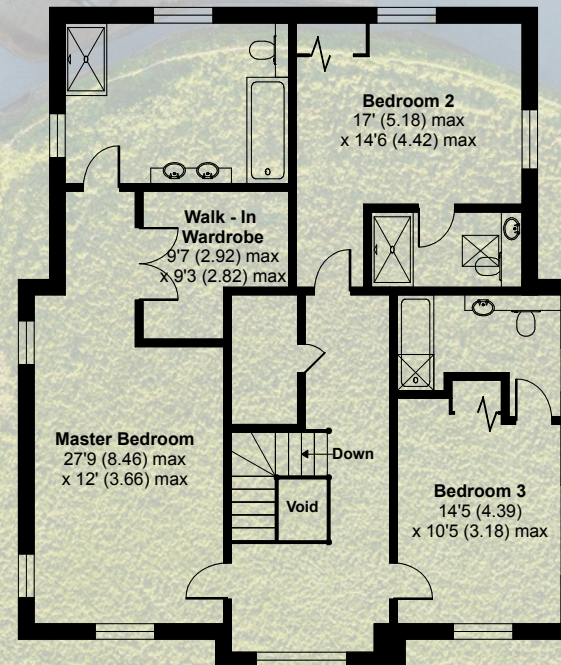 Bedroom 2
17' (5.18) max
x 14'6 (4.42) max
Walk - In
Wardrobe
9'7 (2.92) max
x 9'3 (2.82) max
Master Bedroom
27'9 (8.46) max
x 12' (3.66) max
Down
Void
Bedroom 3
14'5 (4.39)
x 10'5 (3.18) max